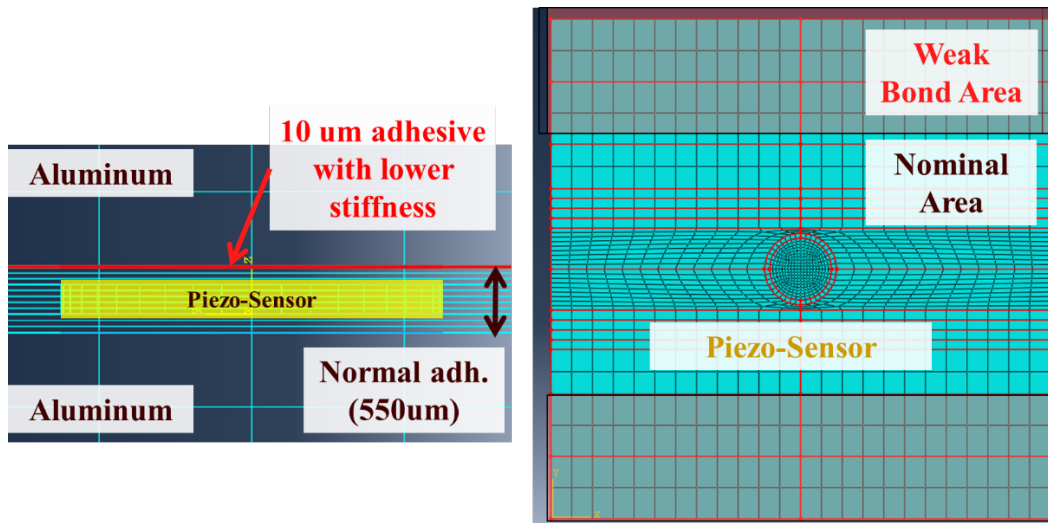 10 um adhesive
with lower
stiffness
Aluminum
Z
Piezo-Sensor
Normal adh.
(550um)
Aluminum
Weak
Bond Area
Nominal
Area
Piezo-Sensor
Y
X